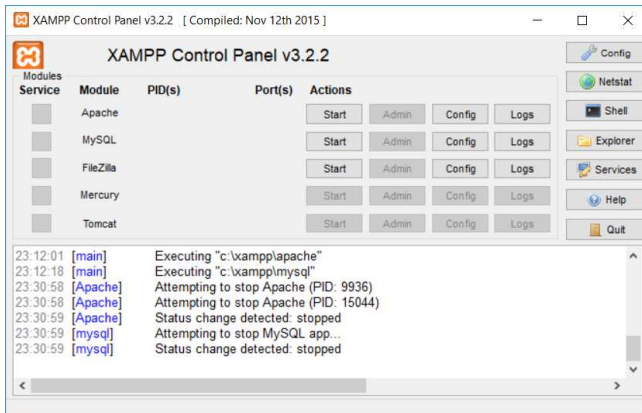 XAMPP Control Panel v3.2.2 [ Compiled: Nov 12th 2015 ]
XAMPP Control Panel v3.2.2
Modules
Service Module PID(s) Port(s) Actions
Apache Start Admin Config Logs
MySQL Start Admin Config Logs
FileZilla Start Admin Config Logs
Mercury Start Admin Config Logs
Tomcat Start Admin Config Logs
Config
Netstat
Shell
Explorer
Services
Help
Quit
23:12:01 [main] Executing "c:\xampp\apache"
23:12:18 [main] Executing "c:\xampp\mysql"
23:30:58 [Apache] Attempting to stop Apache (PID: 9936)
23:30:58 [Apache] Attempting to stop Apache (PID: 15044)
23:30:59 [Apache] Status change detected: stopped
23:30:59 [mysql] Attempting to stop MySQL app...
23:30:59 [mysql] Status change detected: stopped